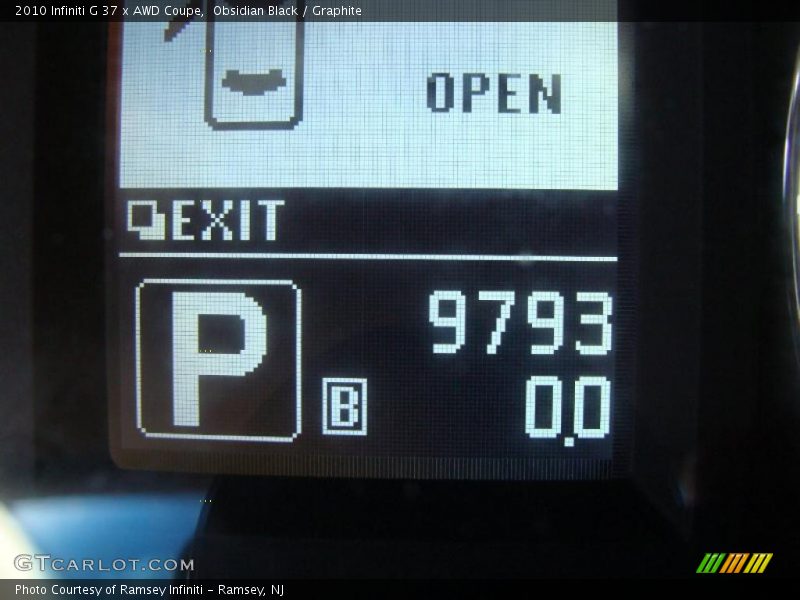 2010 Infiniti G 37 x AWD Coupe,  Obsidian Black / Graphite
OPEN
EXIT
P
9793
B
0.0
GTCARLOT.COM
Photo Courtesy of Ramsey Infiniti - Ramsey, NJ